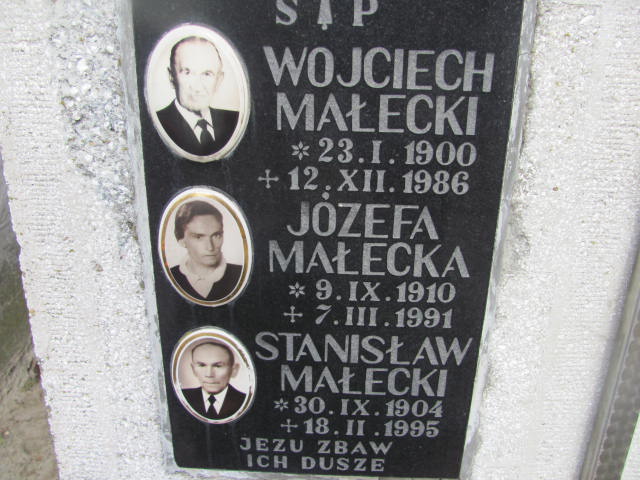 S P
WOJCIECH
MAŁECKI
* 23.I.1900
+ 12.XII.1986
JÓZEFA
MAŁECKA
* 9.IX.1910
+ 7.III.1991
STANISŁAW
MAŁECKI
* 30.IX.1904
+ 18.II.1995
JEZU ZBAW
ICH DUSZE